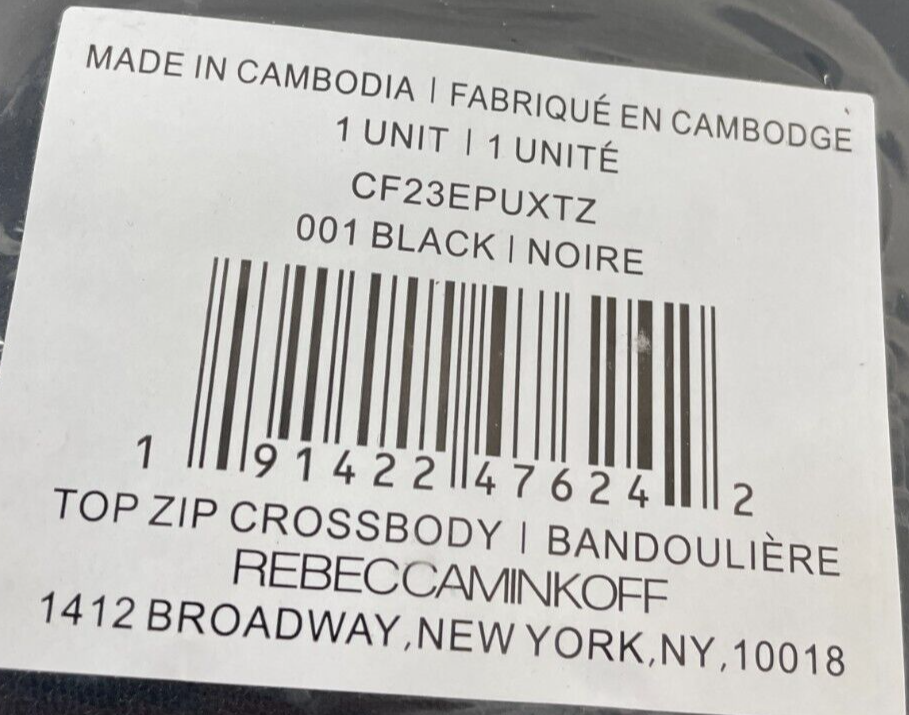 MADE IN CAMBODIA | FABRIQUÉ EN CAMBODGE
1 UNIT | 1 UNITÉ
CF23EPUXTZ
001 BLACK | NOIRE
1 91422 47624 2
TOP ZIP CROSSBODY | BANDOULIÈRE
REBECCAMINKOFF
1412 BROADWAY,NEW YORK,NY,10018